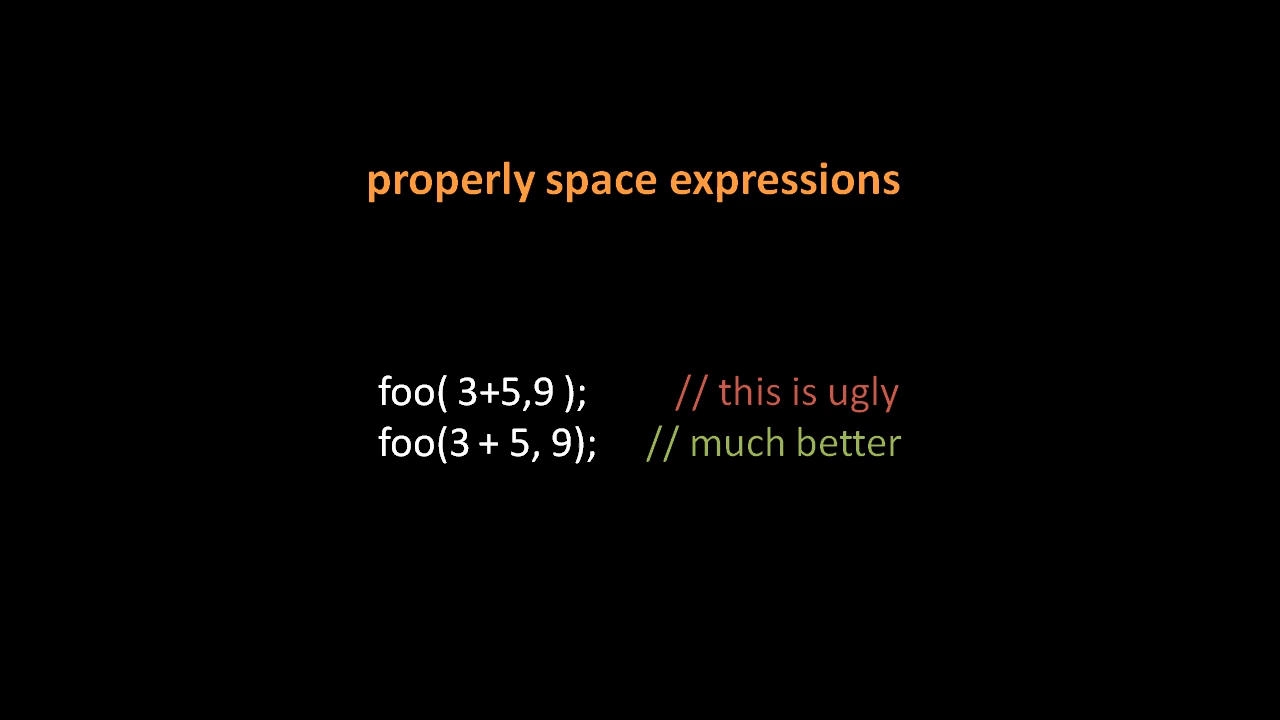 properly space expressions
foo( 3+5,9 ); // this is ugly
foo(3 + 5, 9); // much better